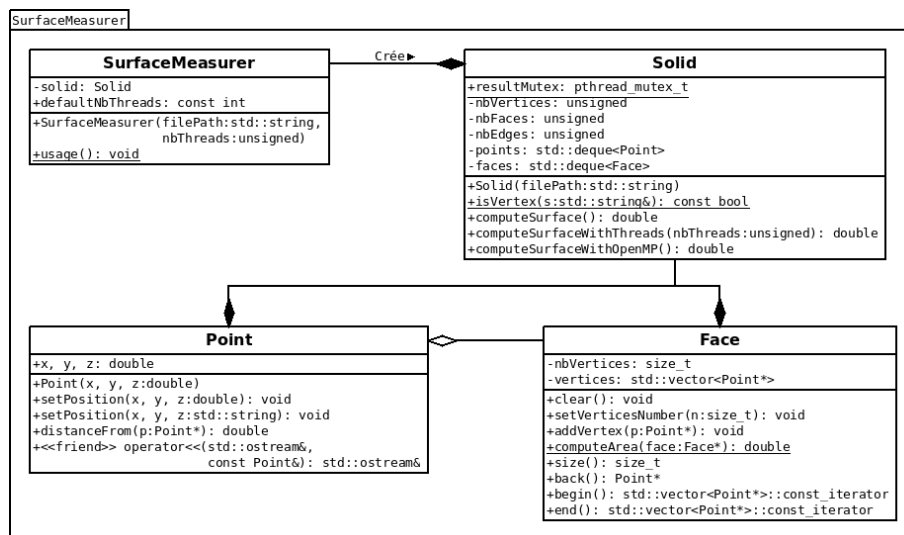 SurfaceMeasurer
SurfaceMeasurer
-solid: Solid
+defaultNbThreads: const int
+SurfaceMeasurer(filePath:std::string,
nbThreads:unsigned)
+usage(): void
Crée►
Solid
+resultMutex: pthread_mutex_t
-nbVertices: unsigned
-nbFaces: unsigned
-nbEdges: unsigned
-points: std::deque<Point>
-faces: std::deque<Face>
+Solid(filePath:std::string)
+isVertex(s:std::string&): const bool
+computeSurface(): double
+computeSurfaceWithThreads(nbThreads:unsigned): double
+computeSurfaceWithOpenMP(): double
Point
+x, y, z: double
+Point(x, y, z:double)
+setPosition(x, y, z:double): void
+setPosition(x, y, z:std::string): void
+distanceFrom(p:Point*): double
+<<friend>> operator<<(std::ostream&,
const Point&): std::ostream&
Face
-nbVertices: size_t
-vertices: std::vector<Point*>
+clear(): void
+setVerticesNumber(n:size_t): void
+addVertex(p:Point*): void
+computeArea(face:Face*): double
+size(): size_t
+back(): Point*
+begin(): std::vector<Point*>::const_iterator
+end(): std::vector<Point*>::const_iterator